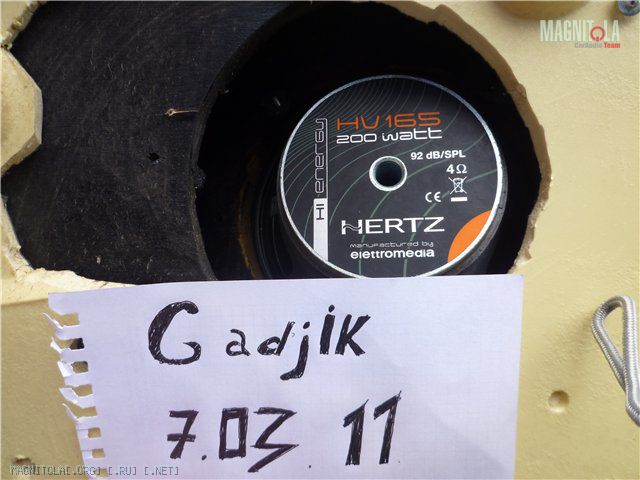 MAGNITOLA
CarAudio Team
HI-energy
HV165
200 watt
92 dB/SPL
4Ω
CE
HERTZ
manufactured by
elettromedia
Gadjik
7.03.11
MAGNITOLA[.ORG] [.RU] [.NET]